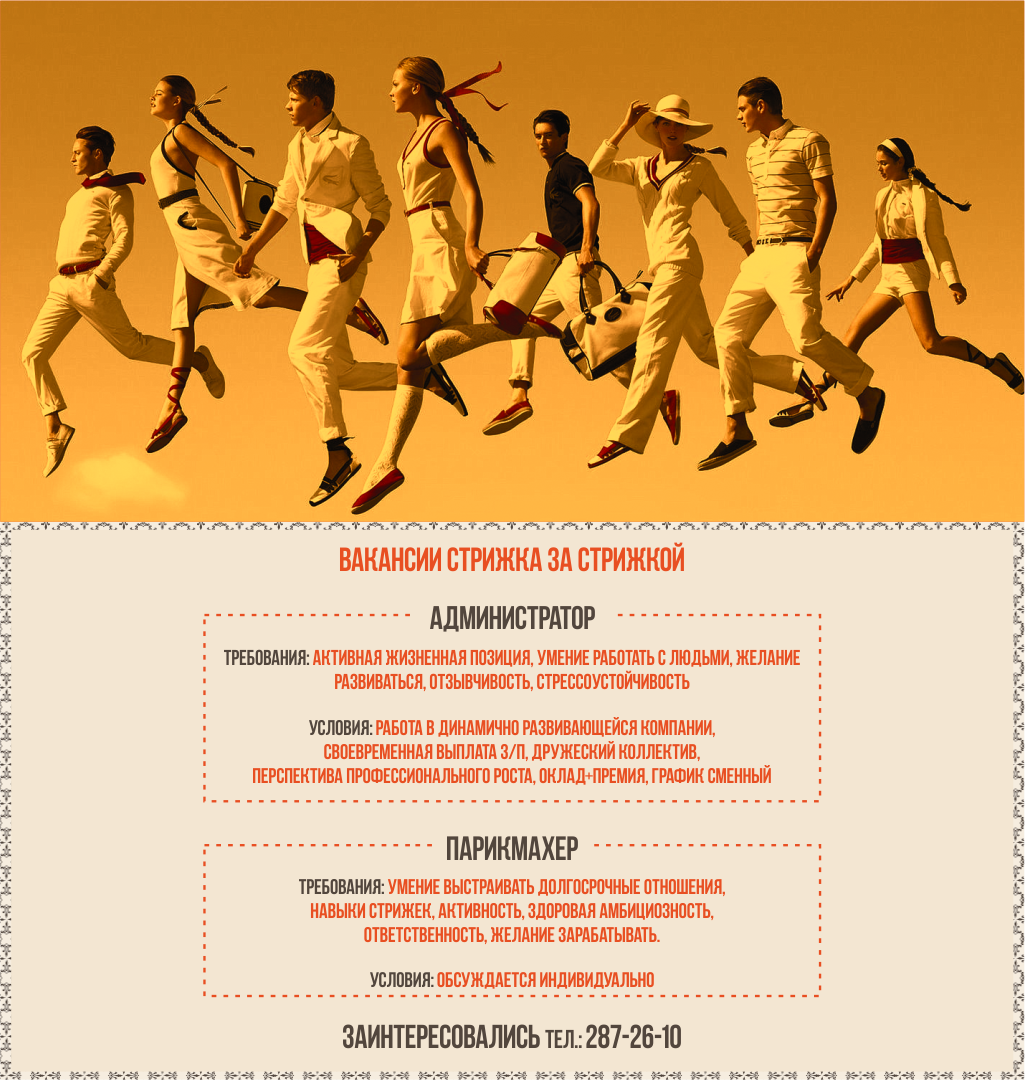 ВАКАНСИИ СТРИЖКА ЗА СТРИЖКОЙ
АДМИНИСТРАТОР
ТРЕБОВАНИЯ: АКТИВНАЯ ЖИЗНЕННАЯ ПОЗИЦИЯ, УМЕНИЕ РАБОТАТЬ С ЛЮДЬМИ, ЖЕЛАНИЕ
РАЗВИВАТЬСЯ, ОТЗЫВЧИВОСТЬ, СТРЕССОУСТОЙЧИВОСТЬ
УСЛОВИЯ: РАБОТА В ДИНАМИЧНО РАЗВИВАЮЩЕЙСЯ КОМПАНИИ,
СВОЕВРЕМЕННАЯ ВЫПЛАТА З/П, ДРУЖЕСКИЙ КОЛЛЕКТИВ,
ПЕРСПЕКТИВА ПРОФЕССИОНАЛЬНОГО РОСТА, ОКЛАД+ПРЕМИЯ, ГРАФИК СМЕННЫЙ
ПАРИКМАХЕР
ТРЕБОВАНИЯ: УМЕНИЕ ВЫСТРАИВАТЬ ДОЛГОСРОЧНЫЕ ОТНОШЕНИЯ,
НАВЫКИ СТРИЖЕК, АКТИВНОСТЬ, ЗДОРОВАЯ АМБИЦИОЗНОСТЬ,
ОТВЕТСТВЕННОСТЬ, ЖЕЛАНИЕ ЗАРАБАТЫВАТЬ.
УСЛОВИЯ: ОБСУЖДАЕТСЯ ИНДИВИДУАЛЬНО
ЗАИНТЕРЕСОВАЛИСЬ ТЕЛ.: 287-26-10